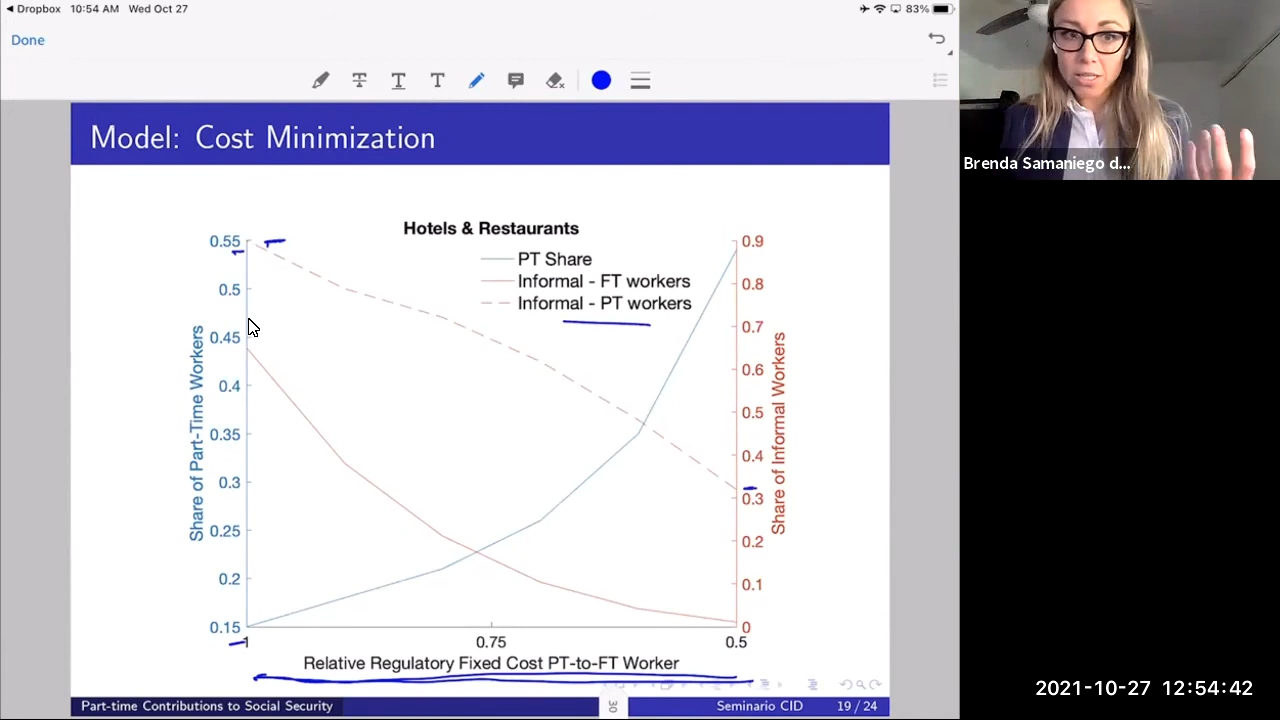 Dropbox 10:54 AM Wed Oct 27 83%
Done
Model: Cost Minimization
Hotels & Restaurants
PT Share
Informal - FT workers
Informal - PT workers
Share of Part-Time Workers
0.55
0.5
0.45
0.4
0.35
0.3
0.25
0.2
0.15
0.9
0.8
0.7
0.6
0.5
0.4
0.3
0.2
0.1
0
Share of Informal Workers
1 0.75 0.5
Relative Regulatory Fixed Cost PT-to-FT Worker
Part-time Contributions to Social Security 30 Seminario CID 19 / 24
Brenda Samaniego d...
2021-10-27 12:54:42